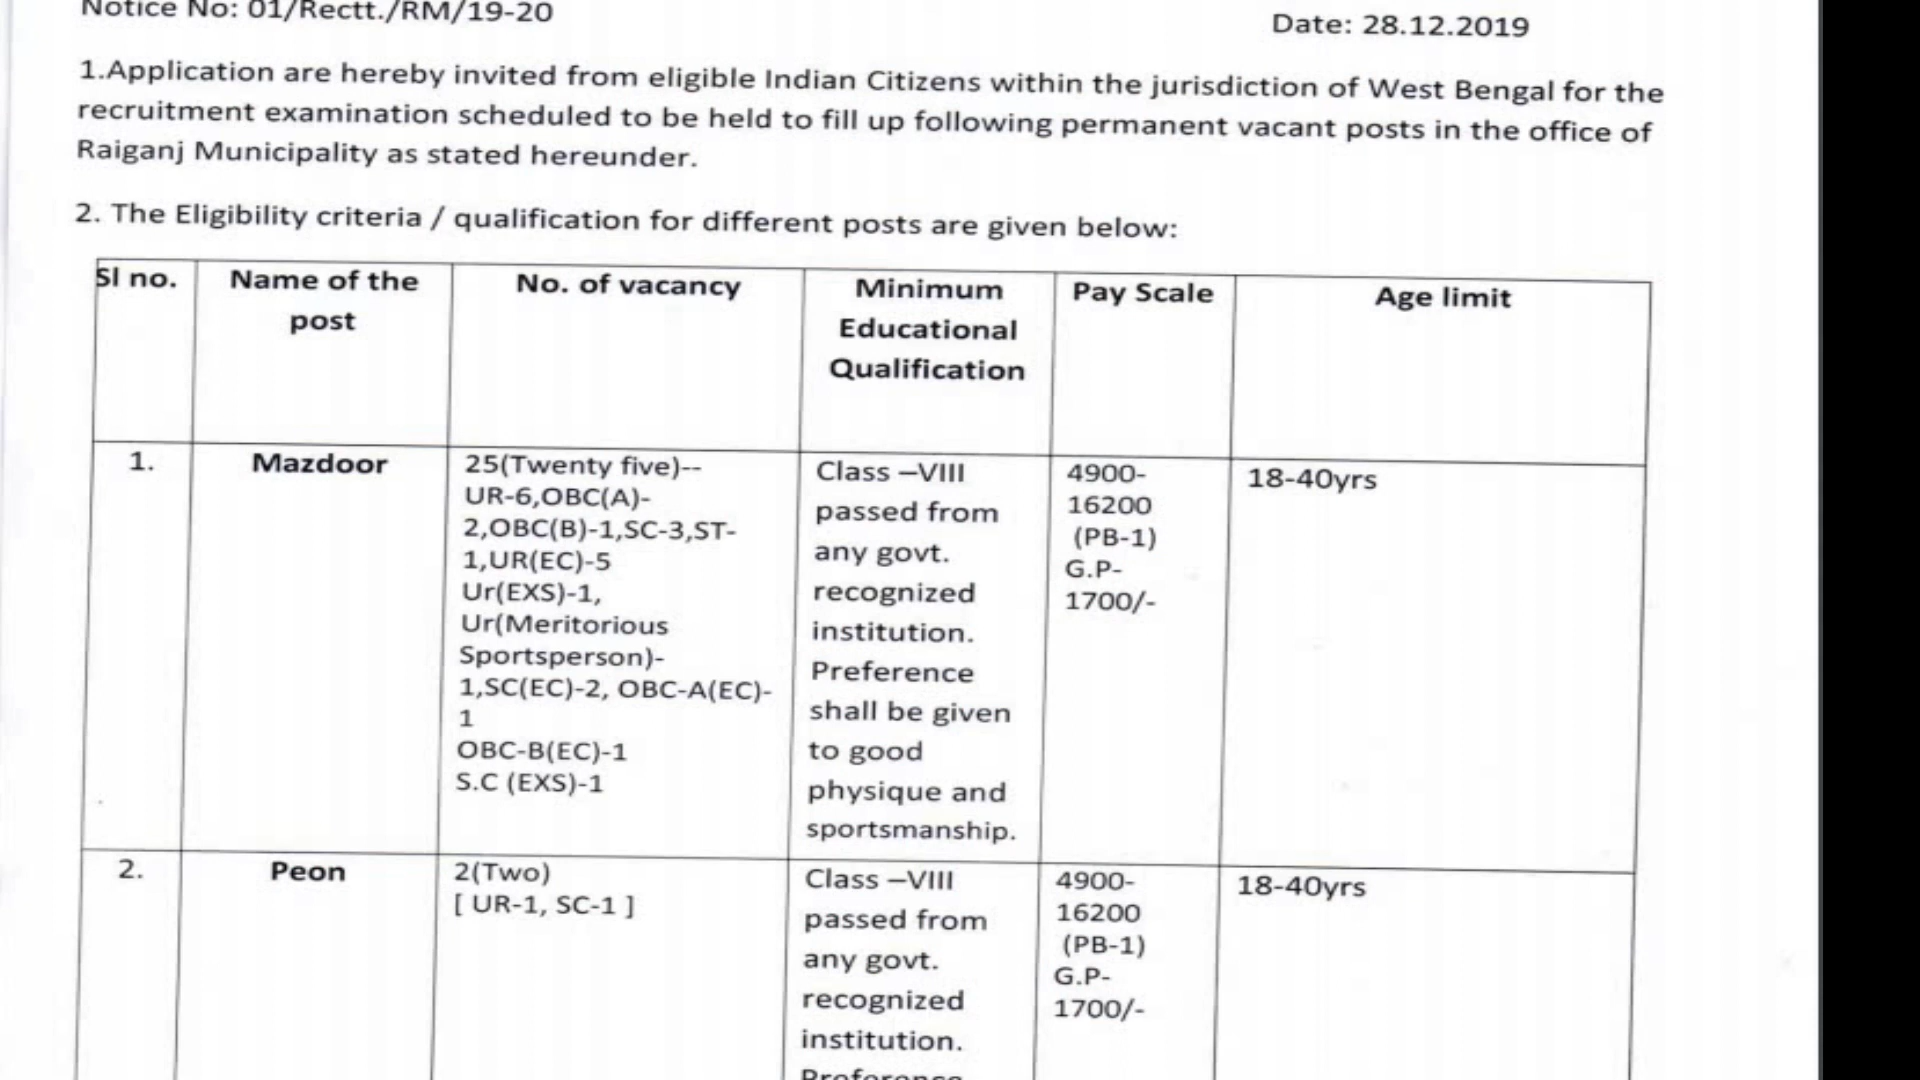 Notice No: 01/Rectt./RM/19-20
Date: 28.12.2019
1.Application are hereby invited from eligible Indian Citizens within the jurisdiction of West Bengal for the
recruitment examination scheduled to be held to fill up following permanent vacant posts in the office of
Raiganj Municipality as stated hereunder.
2. The Eligibility criteria / qualification for different posts are given below:
Sl no.
Name of the
post
No. of vacancy
Minimum
Educational
Qualification
Pay Scale
Age limit
1.
Mazdoor
25(Twenty five)--
UR-6,OBC(A)-
2,OBC(B)-1,SC-3,ST-
1,UR(EC)-5
Ur(EXS)-1,
Ur(Meritorious
Sportsperson)-
1,SC(EC)-2, OBC-A(EC)-
1
OBC-B(EC)-1
S.C (EXS)-1
Class –VIII
passed from
any govt.
recognized
institution.
Preference
shall be given
to good
physique and
sportsmanship.
4900-
16200
(PB-1)
G.P-
1700/-
18-40yrs
2.
Peon
2(Two)
[ UR-1, SC-1 ]
Class –VIII
passed from
any govt.
recognized
institution.
Preference
4900-
16200
(PB-1)
G.P-
1700/-
18-40yrs